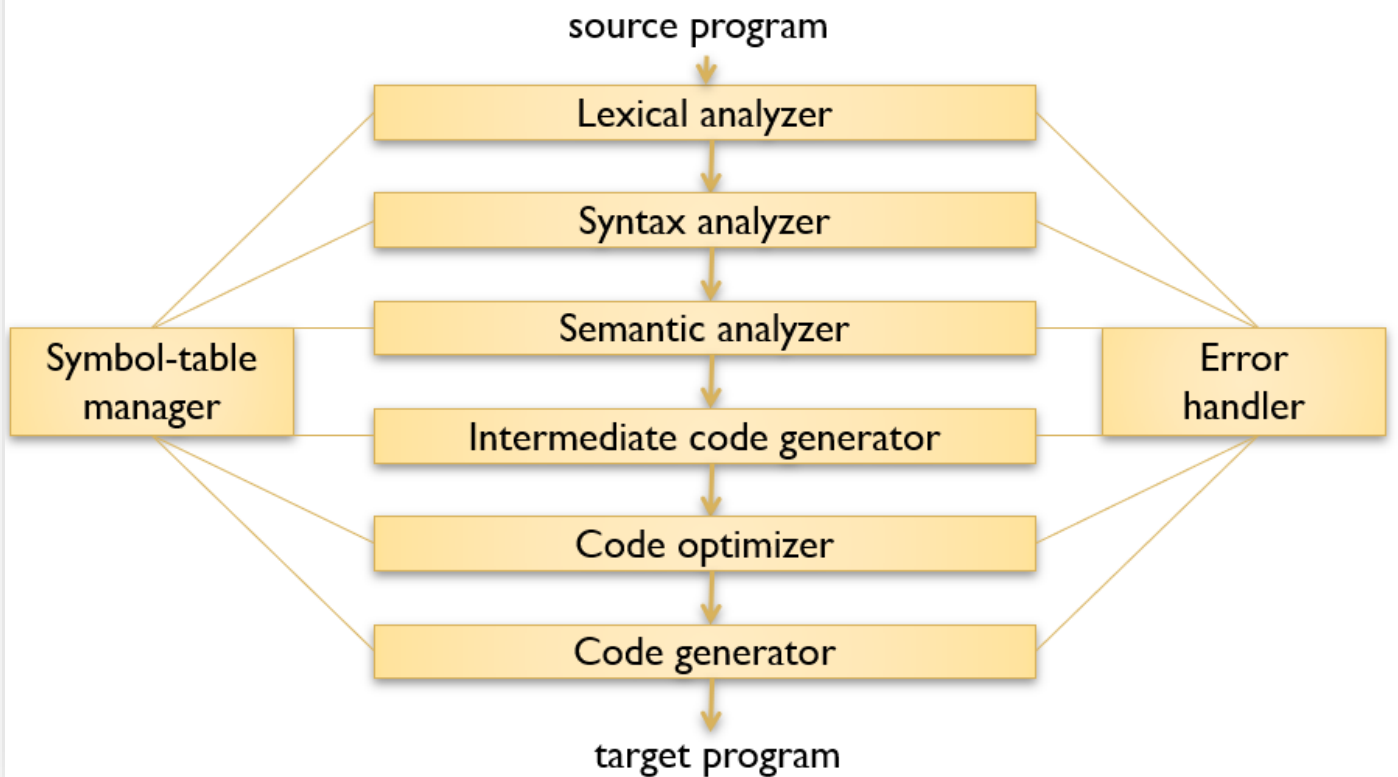 source program
Lexical analyzer
Syntax analyzer
Semantic analyzer
Symbol-table
manager
Error
handler
Intermediate code generator
Code optimizer
Code generator
target program